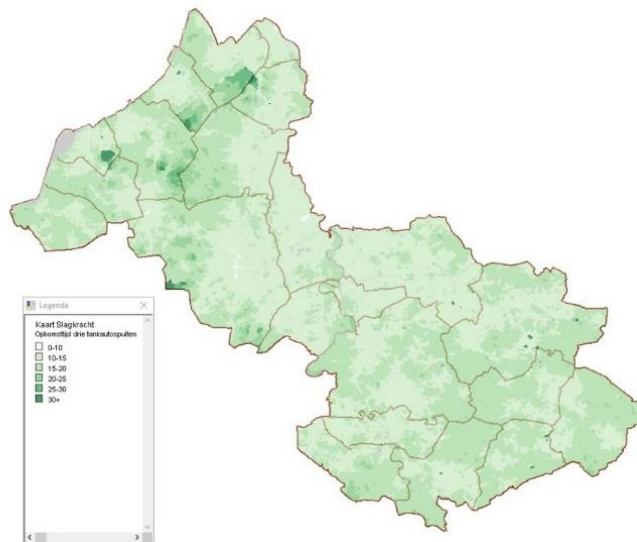 Legenda
Kaart Slagkracht
Opkomsttijd drie tankautospuiten
0-10
10-15
15-20
20-25
25-30
30+